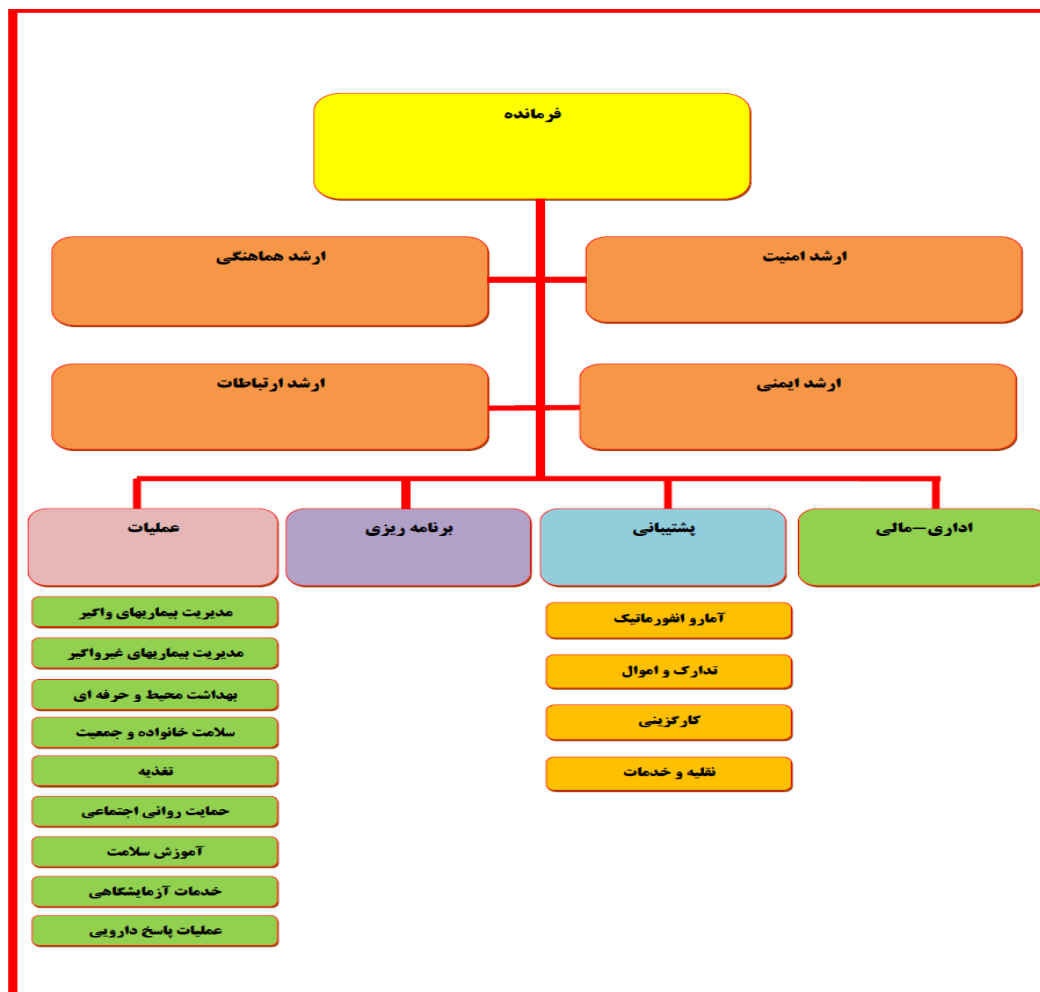 فرمانده
ارشد امنیت
ارشد هماهنگی
ارشد ایمنی
ارشد ارتباطات
اداری-مالی
پشتیبانی
برنامه ریزی
عملیات
آمارو انفورماتیک
تدارک و اموال
کارگزینی
نقلیه و خدمات
مدیریت بیماریهای واگیر
مدیریت بیماریهای غیرواگیر
بهداشت محیط و حرفه ای
سلامت خانواده و جمعیت
تغذیه
حمایت روانی اجتماعی
آموزش سلامت
خدمات آزمایشگاهی
عملیات پاسخ دارویی